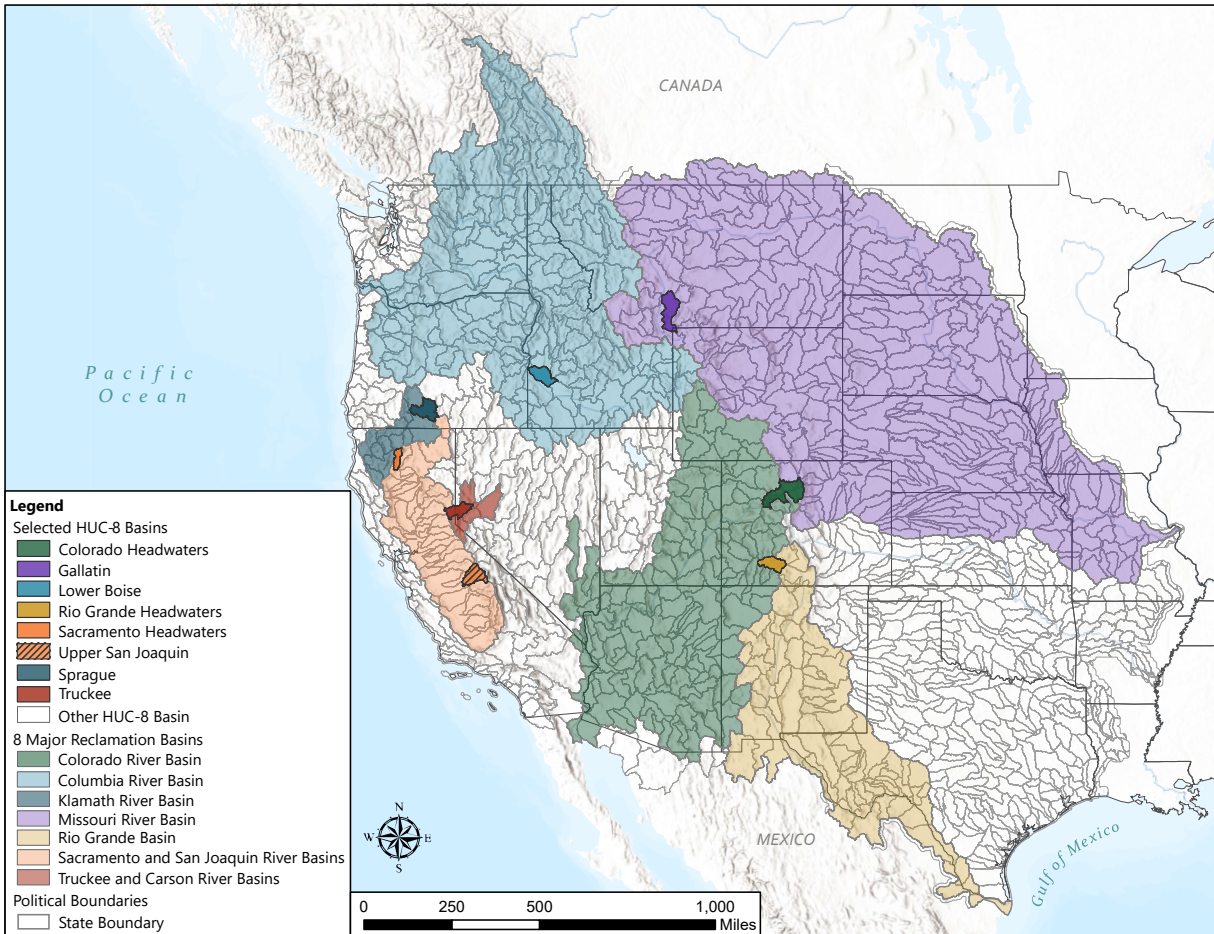 CANADA
Pacific
Ocean
MEXICO
Gulf of Mexico
Legend
Selected HUC-8 Basins
Colorado Headwaters
Gallatin
Lower Boise
Rio Grande Headwaters
Sacramento Headwaters
Upper San Joaquin
Sprague
Truckee
Other HUC-8 Basin
8 Major Reclamation Basins
Colorado River Basin
Columbia River Basin
Klamath River Basin
Missouri River Basin
Rio Grande Basin
Sacramento and San Joaquin River Basins
Truckee and Carson River Basins
Political Boundaries
State Boundary
N
W E
S
0 250 500 1,000
Miles